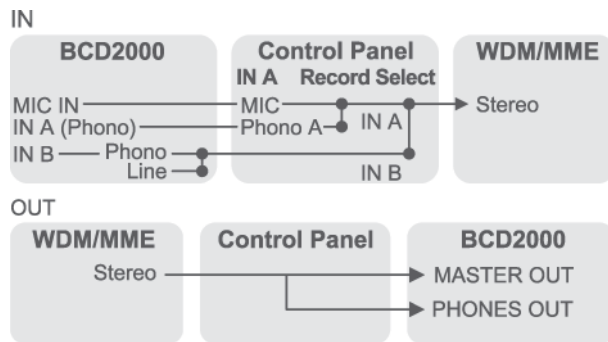 IN
BCD2000 Control Panel WDM/MME
IN A Record Select
MIC IN MIC Stereo
IN A (Phono) Phono A IN A
IN B Phono
Line IN B
OUT
WDM/MME Control Panel BCD2000
Stereo MASTER OUT
PHONES OUT